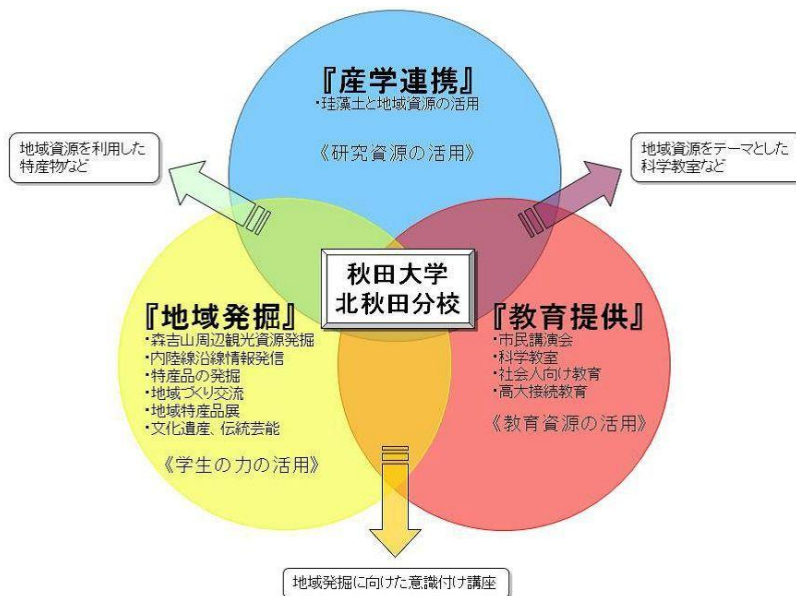 『産学連携』
・珪藻土と地域資源の活用
《研究資源の活用》
地域資源を利用した
特産物など
地域資源をテーマとした
科学教室など
秋田大学
北秋田分校
『地域発掘』
・森吉山周辺観光資源発掘
・内陸線沿線情報発信
・特産品の発掘
・地域づくり交流
・地域特産品展
・文化遺産、伝統芸能
《学生の力の活用》
『教育提供』
・市民講演会
・科学教室
・社会人向け教育
・高大接続教育
《教育資源の活用》
地域発掘に向けた意識付け講座